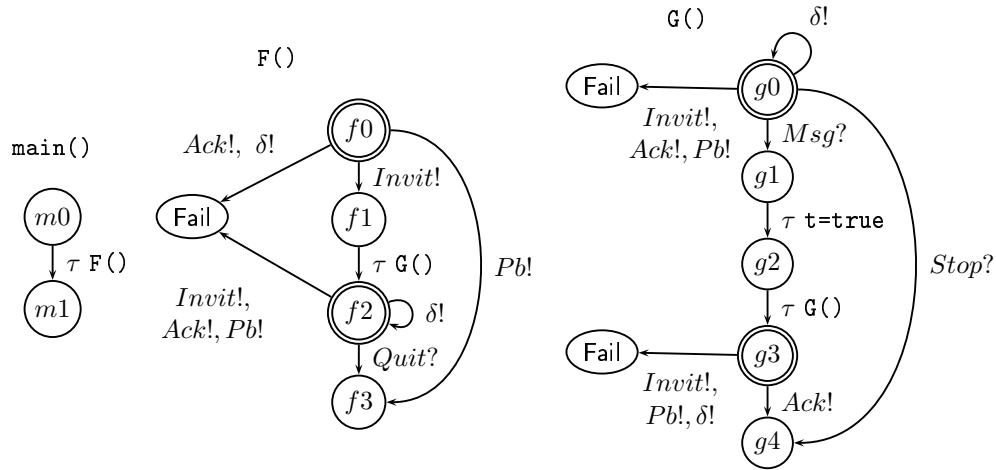 main()
m0
τ F()
m1
F()
f0
Ack!, δ!
Invit!
Fail
f1
τ G()
Pb!
Invit!,
Ack!, Pb!
f2
δ!
Quit?
f3
G()
δ!
Fail
g0
Invit!,
Ack!, Pb!
Msg?
g1
τ t=true
g2
Stop?
τ G()
Fail
g3
Invit!,
Pb!, δ!
Ack!
g4